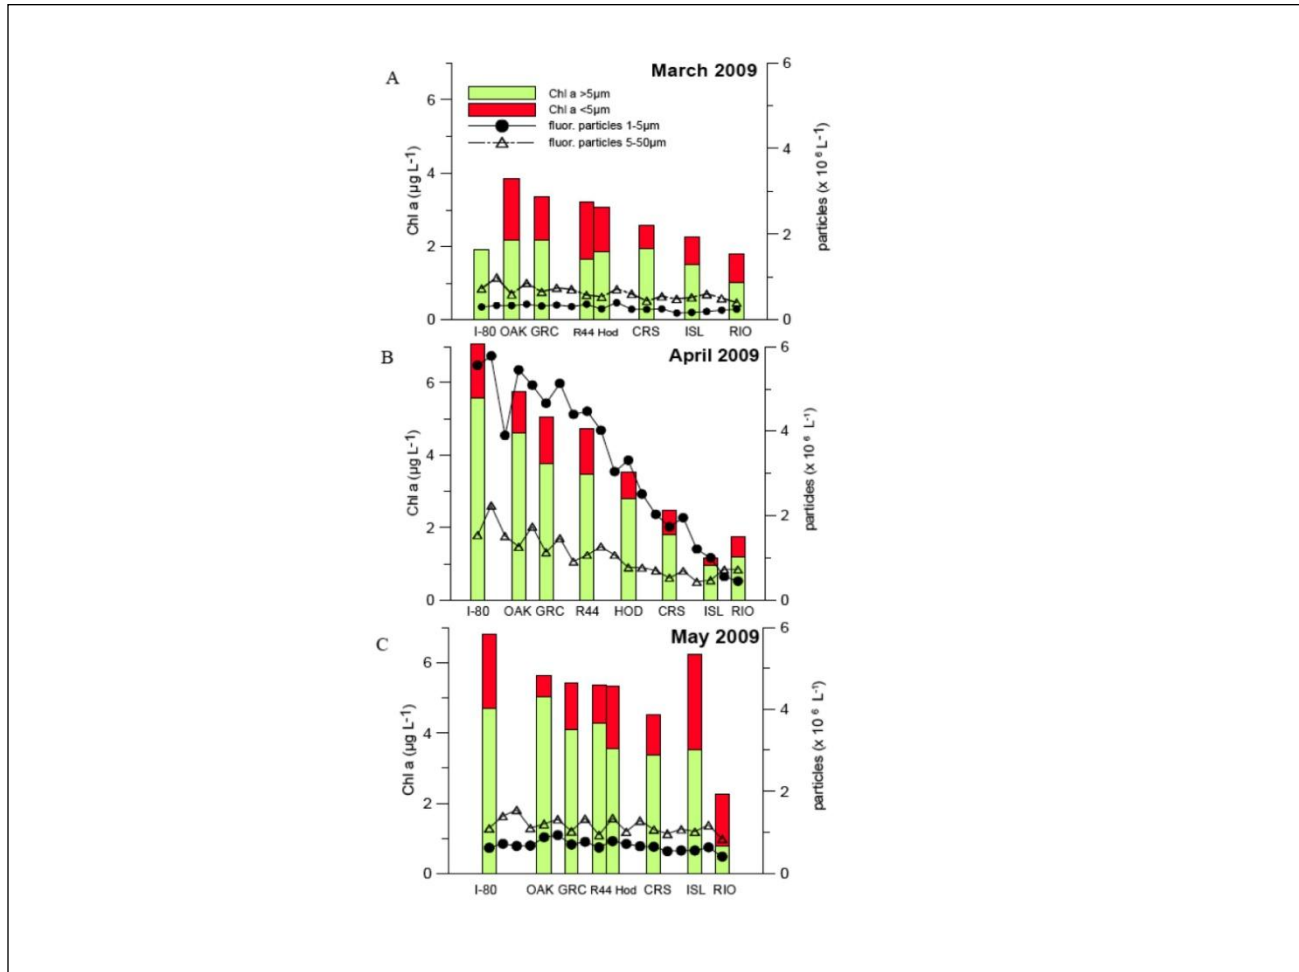 A
March 2009
Chl a >5µm
Chl a <5µm
fluor. particles 1-5µm
fluor. particles 5-50µm
Chl a (µg L-1)
6
4
2
0
particles (x 10 6 L-1)
6
4
2
0
I-80 OAK GRC R44 Hod CRS ISL RIO
B
April 2009
Chl a (µg L-1)
6
4
2
0
particles (x 10 6 L-1)
6
4
2
0
I-80 OAK GRC R44 HOD CRS ISL RIO
C
May 2009
Chl a (µg L-1)
6
4
2
0
particles (x 10 6 L-1)
6
4
2
0
I-80 OAK GRC R44 Hod CRS ISL RIO